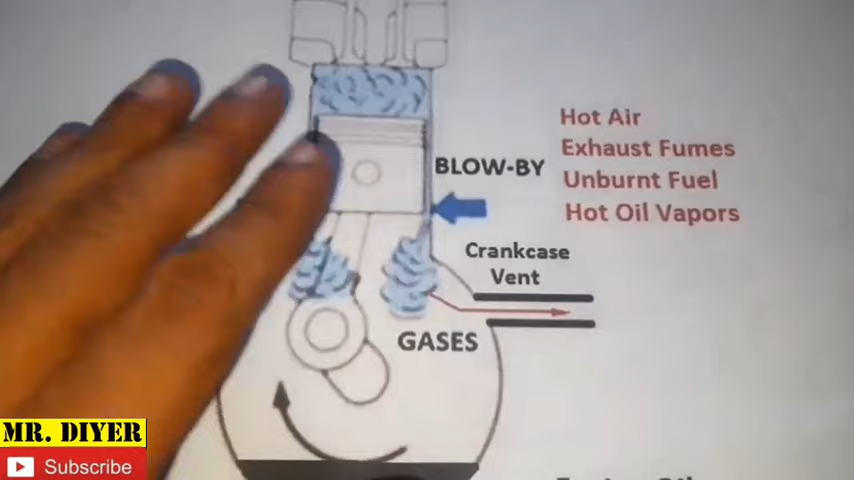 Hot Air
Exhaust Fumes
BLOW-BY
Unburnt Fuel
Hot Oil Vapors
Crankcase
Vent
GASES
MR. DIYER
Subscribe